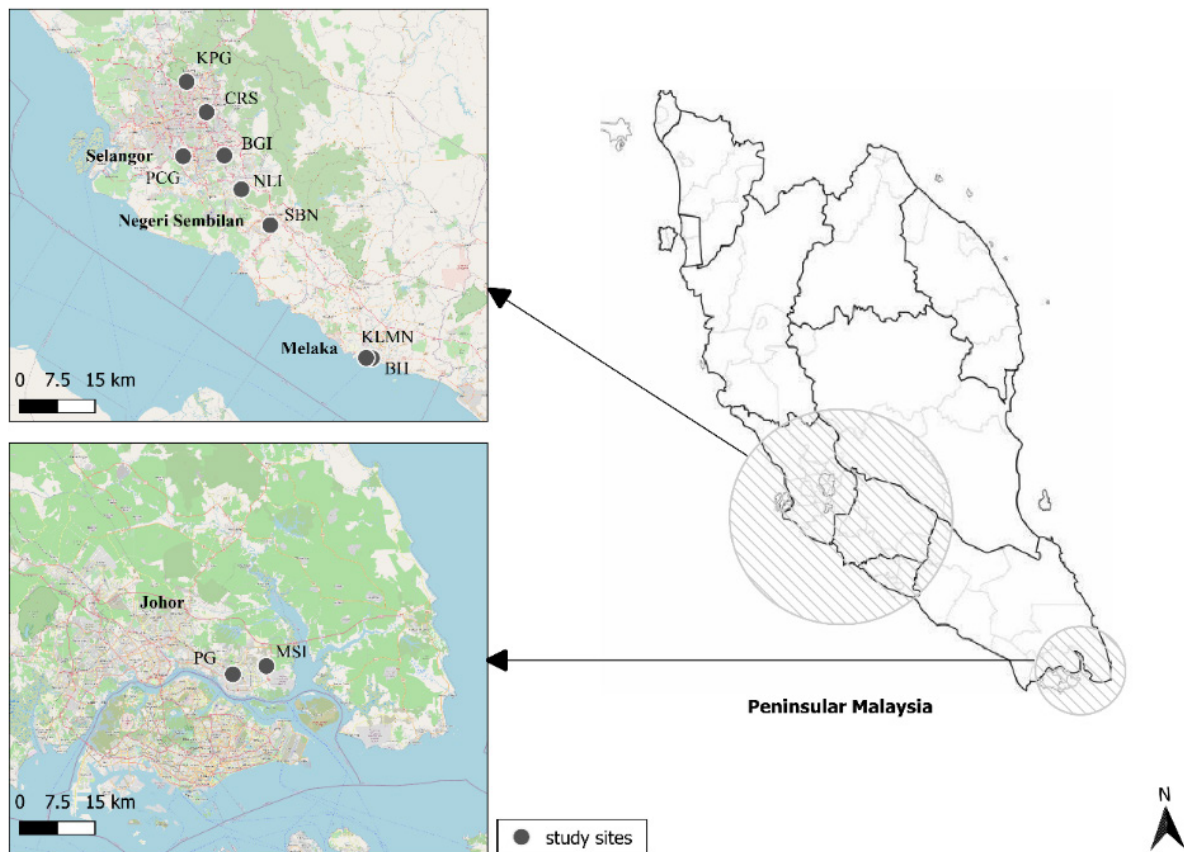 KPG
CRS
BGI
Selangor
PCG
NLI
Negeri Sembilan
SBN
KLMN
Melaka
BII
0 7.5 15 km
Johor
PG
MSI
0 7.5 15 km
study sites
Peninsular Malaysia
N